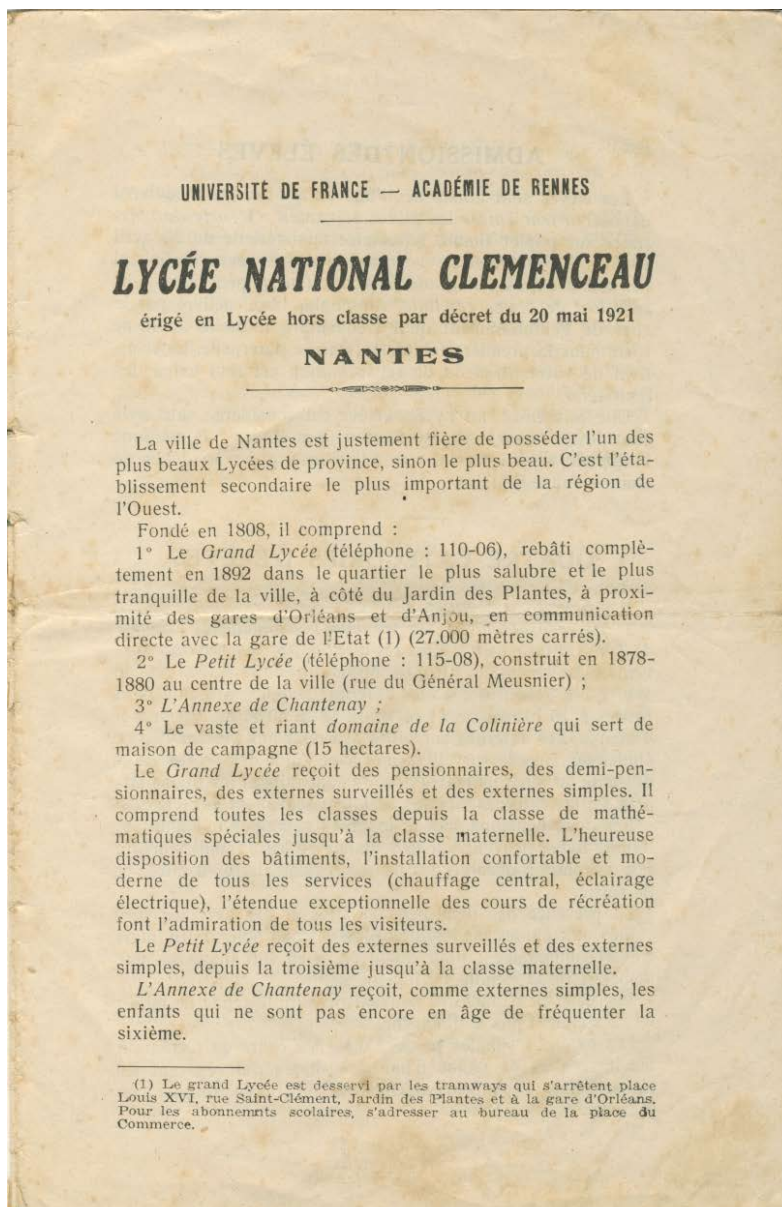 UNIVERSITÉ DE FRANCE — ACADÉMIE DE RENNES
LYCÉE NATIONAL CLEMENCEAU
érigé en Lycée hors classe par décret du 20 mai 1921
NANTES
La ville de Nantes est justement fière de posséder l'un des
plus beaux Lycées de province, sinon le plus beau. C'est l'éta-
blissement secondaire le plus important de la région de
l'Ouest.
Fondé en 1808, il comprend :
1° Le Grand Lycée (téléphone : 110-06), rebâti complè-
tement en 1892 dans le quartier le plus salubre et le plus
tranquille de la ville, à côté du Jardin des Plantes, à proxi-
mité des gares d'Orléans et d'Anjou, en communication
directe avec la gare de l'Etat (1) (27.000 mètres carrés).
2° Le Petit Lycée (téléphone : 115-08), construit en 1878-
1880 au centre de la ville (rue du Général Meusnier) ;
3° L'Annexe de Chantenay ;
4° Le vaste et riant domaine de la Colinière qui sert de
maison de campagne (15 hectares).
Le Grand Lycée reçoit des pensionnaires, des demi-pen-
sionnaires, des externes surveillés et des externes simples. Il
comprend toutes les classes depuis la classe de mathé-
matiques spéciales jusqu'à la classe maternelle. L'heureuse
disposition des bâtiments, l'installation confortable et mo-
derne de tous les services (chauffage central, éclairage
électrique), l'étendue exceptionnelle des cours de récréation
font l'admiration de tous les visiteurs.
Le Petit Lycée reçoit des externes surveillés et des externes
simples, depuis la troisième jusqu'à la classe maternelle.
L'Annexe de Chantenay reçoit, comme externes simples, les
enfants qui ne sont pas encore en âge de fréquenter la
sixième.
(1) Le grand Lycée est desservi par les tramways qui s'arrêtent place
Louis XVI, rue Saint-Clément, Jardin des Plantes et à la gare d'Orléans.
Pour les abonnemnts scolaires, s'adresser au bureau de la place du
Commerce.